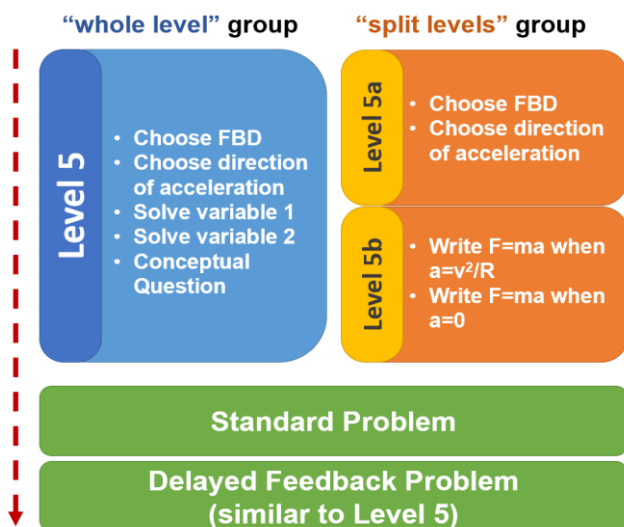 “whole level” group
Level 5
• Choose FBD
• Choose direction
of acceleration
• Solve variable 1
• Solve variable 2
• Conceptual
Question
“split levels” group
Level 5a
• Choose FBD
• Choose direction
of acceleration
Level 5b
• Write F=ma when
a=v²/R
• Write F=ma when
a=0
Standard Problem
Delayed Feedback Problem
(similar to Level 5)